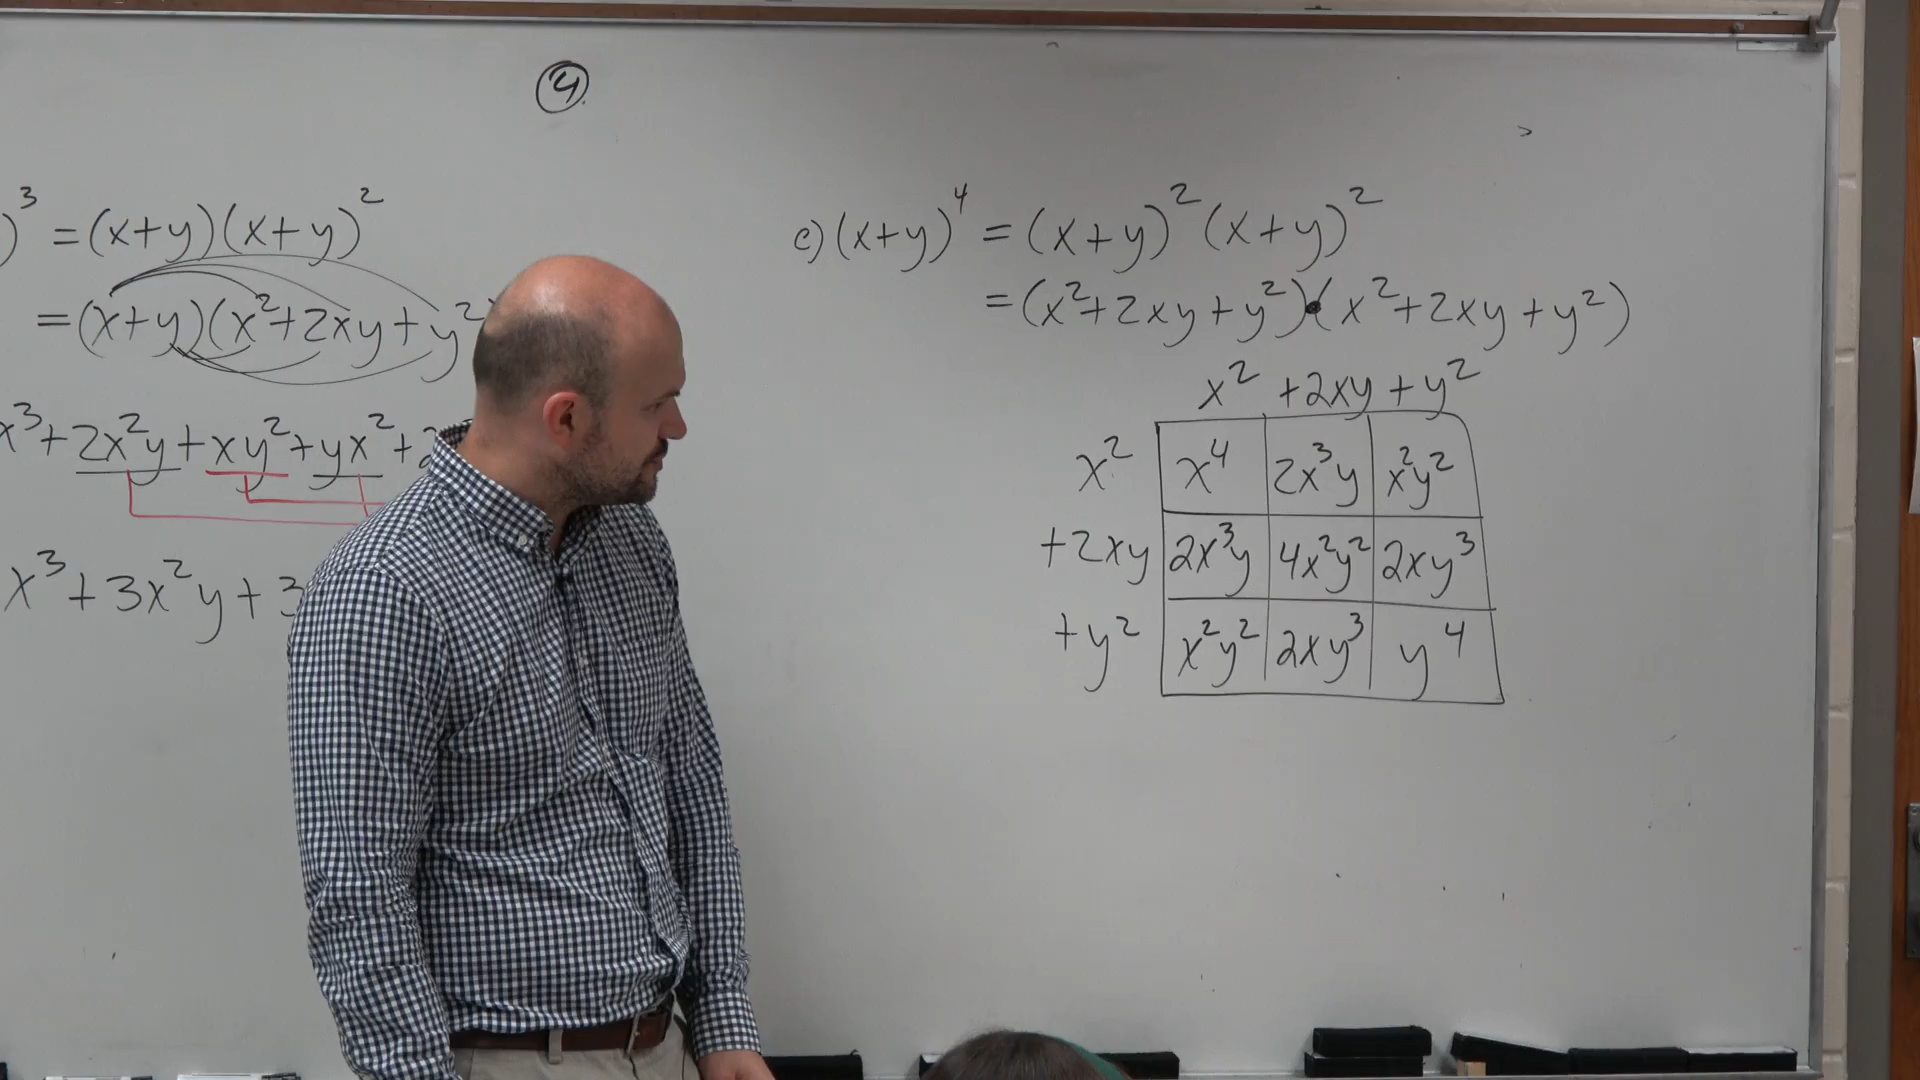 4
)³ = (x+y)(x+y)²
= (x+y)(x²+2xy+y²
x³+2x²y+xy²+yx²+2
x³+3x²y+3
c) (x+y)⁴ = (x+y)²(x+y)²
= (x²+2xy+y²)•(x²+2xy+y²)
x² +2xy +y²
x² x⁴ 2x³y x²y²
+2xy 2x³y 4x²y² 2xy³
+y² x²y² 2xy³ y⁴